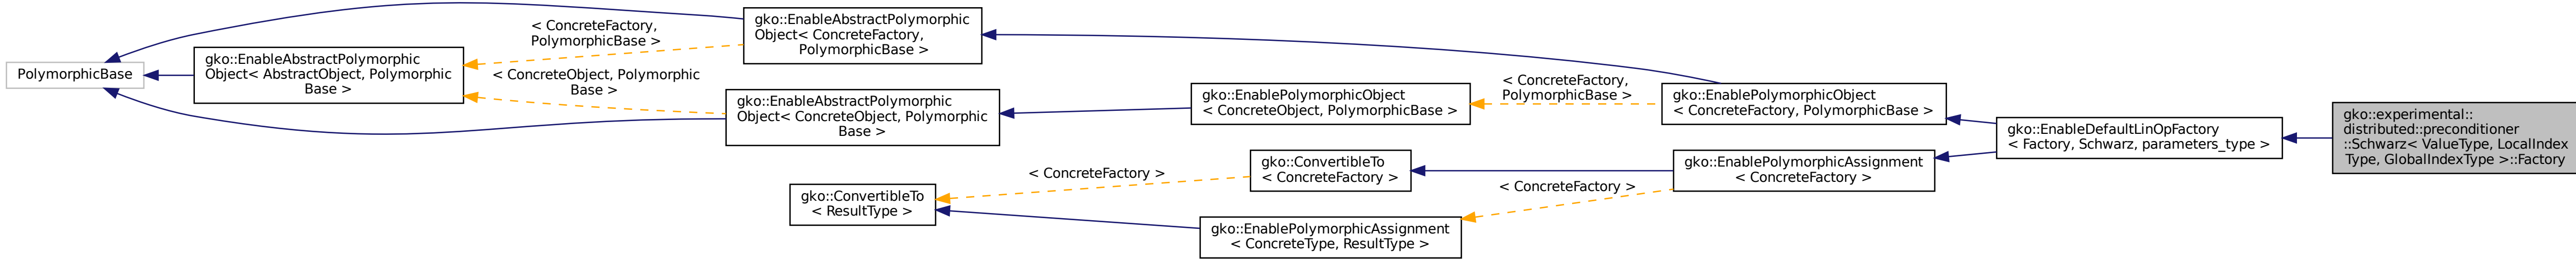 PolymorphicBase
gko::EnableAbstractPolymorphic
Object< AbstractObject, Polymorphic
Base >
< ConcreteFactory,
PolymorphicBase >
< ConcreteObject, Polymorphic
Base >
gko::EnableAbstractPolymorphic
Object< ConcreteFactory,
PolymorphicBase >
gko::EnableAbstractPolymorphic
Object< ConcreteObject, Polymorphic
Base >
gko::ConvertibleTo
< ResultType >
< ConcreteFactory >
gko::EnablePolymorphicObject
< ConcreteObject, PolymorphicBase >
gko::ConvertibleTo
< ConcreteFactory >
gko::EnablePolymorphicAssignment
< ConcreteType, ResultType >
< ConcreteFactory,
PolymorphicBase >
< ConcreteFactory >
gko::EnablePolymorphicObject
< ConcreteFactory, PolymorphicBase >
gko::EnablePolymorphicAssignment
< ConcreteFactory >
gko::EnableDefaultLinOpFactory
< Factory, Schwarz, parameters_type >
gko::experimental::
distributed::preconditioner
::Schwarz< ValueType, LocalIndex
Type, GlobalIndexType >::Factory